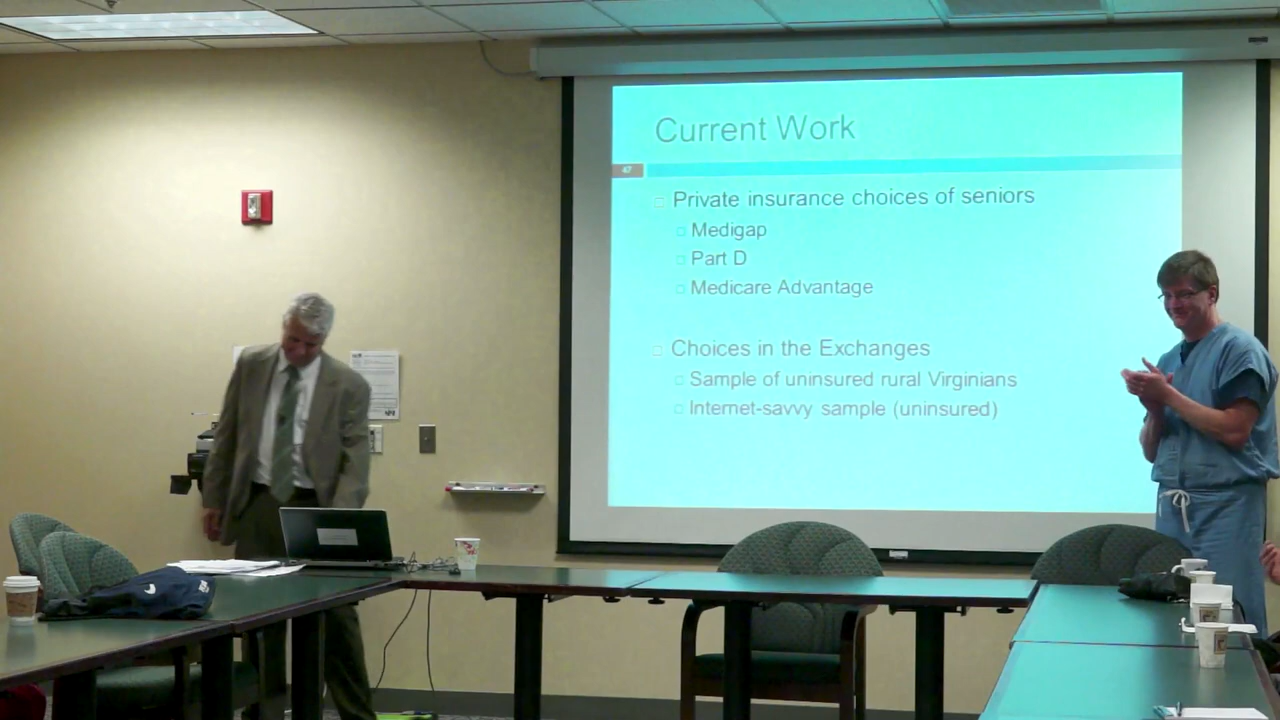 Current Work
47
Private insurance choices of seniors
Medigap
Part D
Medicare Advantage
Choices in the Exchanges
Sample of uninsured rural Virginians
Internet-savvy sample (uninsured)